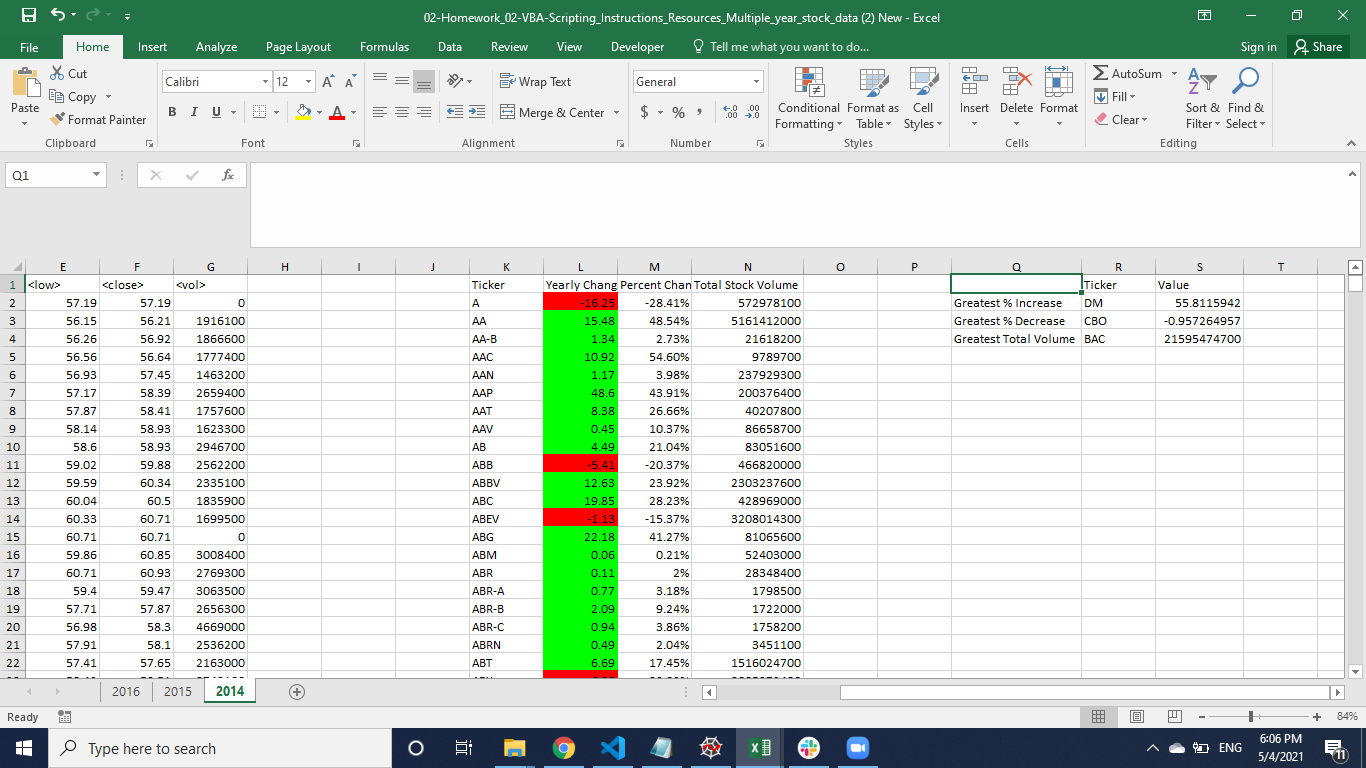 02-Homework_02-VBA-Scripting_Instructions_Resources_Multiple_year_stock_data (2) New - Excel
File Home Insert Analyze Page Layout Formulas Data Review View Developer Tell me what you want to do... Sign in Share
Paste Cut Copy Format Painter Clipboard
Calibri 12 A A B I U A Font
Wrap Text Merge & Center Alignment
General $ % , .0 .00 .00 .0 Number
Conditional Formatting Format as Table Cell Styles Styles
Insert Delete Format Cells
AutoSum Fill Clear Sort & Filter Find & Select Editing
Q1 fx
E F G H I J K L M N O P Q R S T
1 <low> <close> <vol> Ticker Yearly Chang Percent Chan Total Stock Volume Ticker Value
2 57.19 57.19 0 A -16.25 -28.41% 572978100 Greatest % Increase DM 55.8115942
3 56.15 56.21 1916100 AA 15.48 48.54% 5161412000 Greatest % Decrease CBO -0.957264957
4 56.26 56.92 1866600 AA-B 1.34 2.73% 21618200 Greatest Total Volume BAC 21595474700
5 56.56 56.64 1777400 AAC 10.92 54.60% 9789700
6 56.93 57.45 1463200 AAN 1.17 3.98% 237929300
7 57.17 58.39 2659400 AAP 48.6 43.91% 200376400
8 57.87 58.41 1757600 AAT 8.38 26.66% 40207800
9 58.14 58.93 1623300 AAV 0.45 10.37% 86658700
10 58.6 58.93 2946700 AB 4.49 21.04% 83051600
11 59.02 59.88 2562200 ABB -5.41 -20.37% 466820000
12 59.59 60.34 2335100 ABBV 12.63 23.92% 2303237600
13 60.04 60.5 1835900 ABC 19.85 28.23% 428969000
14 60.33 60.71 1699500 ABEV -1.13 -15.37% 3208014300
15 60.71 60.71 0 ABG 22.18 41.27% 81065600
16 59.86 60.85 3008400 ABM 0.06 0.21% 52403000
17 60.71 60.93 2769300 ABR 0.11 2% 28348400
18 59.4 59.47 3063500 ABR-A 0.77 3.18% 1798500
19 57.71 57.87 2656300 ABR-B 2.09 9.24% 1722000
20 56.98 58.3 4669000 ABR-C 0.94 3.86% 1758200
21 57.91 58.1 2536200 ABRN 0.49 2.04% 3451100
22 57.41 57.65 2163000 ABT 6.69 17.45% 1516024700
2016 2015 2014
Ready 84%
Type here to search ENG 6:06 PM
5/4/2021 11